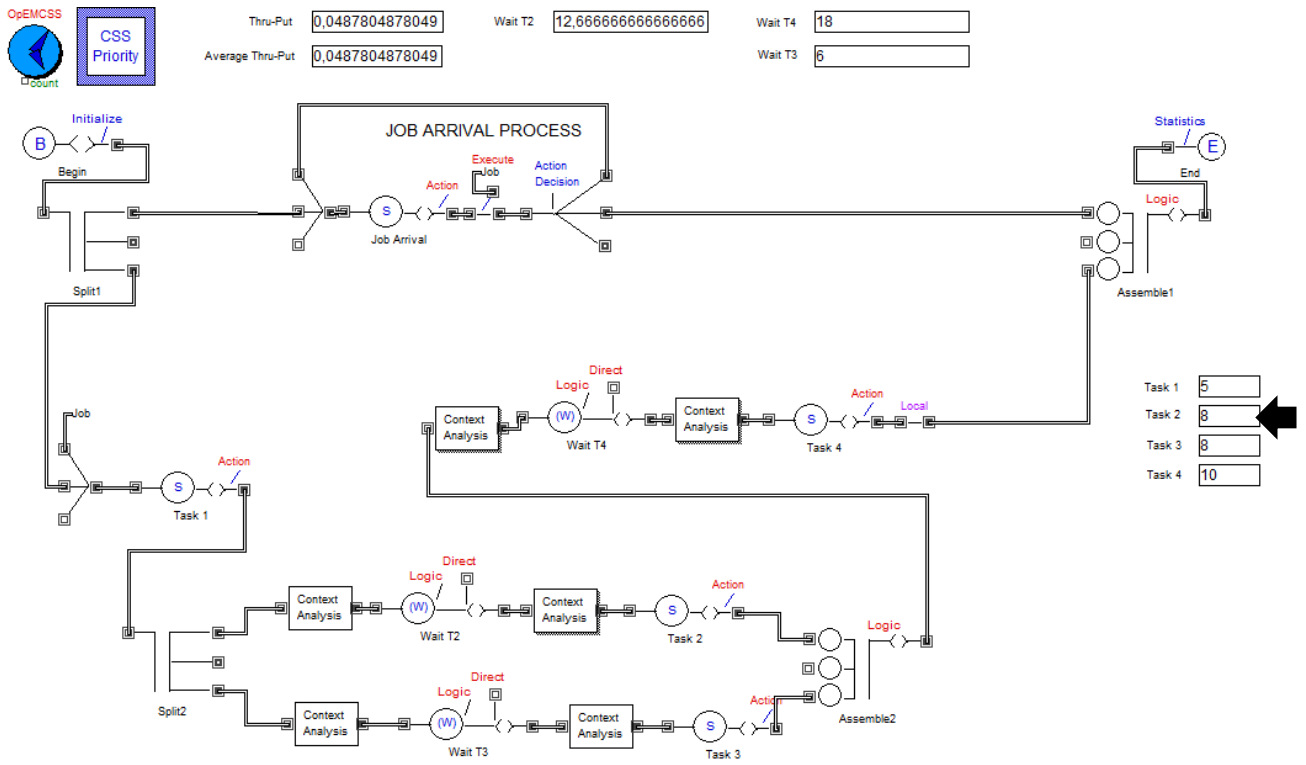 OpEMCSS
count
CSS
Priority
Thru-Put
0,0487804878049
Wait T2
12,666666666666666
Wait T4
18
Average Thru-Put
0,0487804878049
Wait T3
6
JOB ARRIVAL PROCESS
Initialize
B
Begin
Split1
Action
S
Job Arrival
Execute
Job
Action
Decision
Statistics
E
End
Logic
Assemble1
Task 1
5
Task 2
8
Task 3
8
Task 4
10
Context
Analysis
Logic
Direct
(W)
Wait T4
Context
Analysis
S
Task 4
Action
Local
Job
Action
S
Task 1
Split2
Context
Analysis
Logic
Direct
(W)
Wait T2
Context
Analysis
S
Task 2
Action
Logic
Assemble2
Context
Analysis
Logic
Direct
(W)
Wait T3
Context
Analysis
S
Task 3
Action